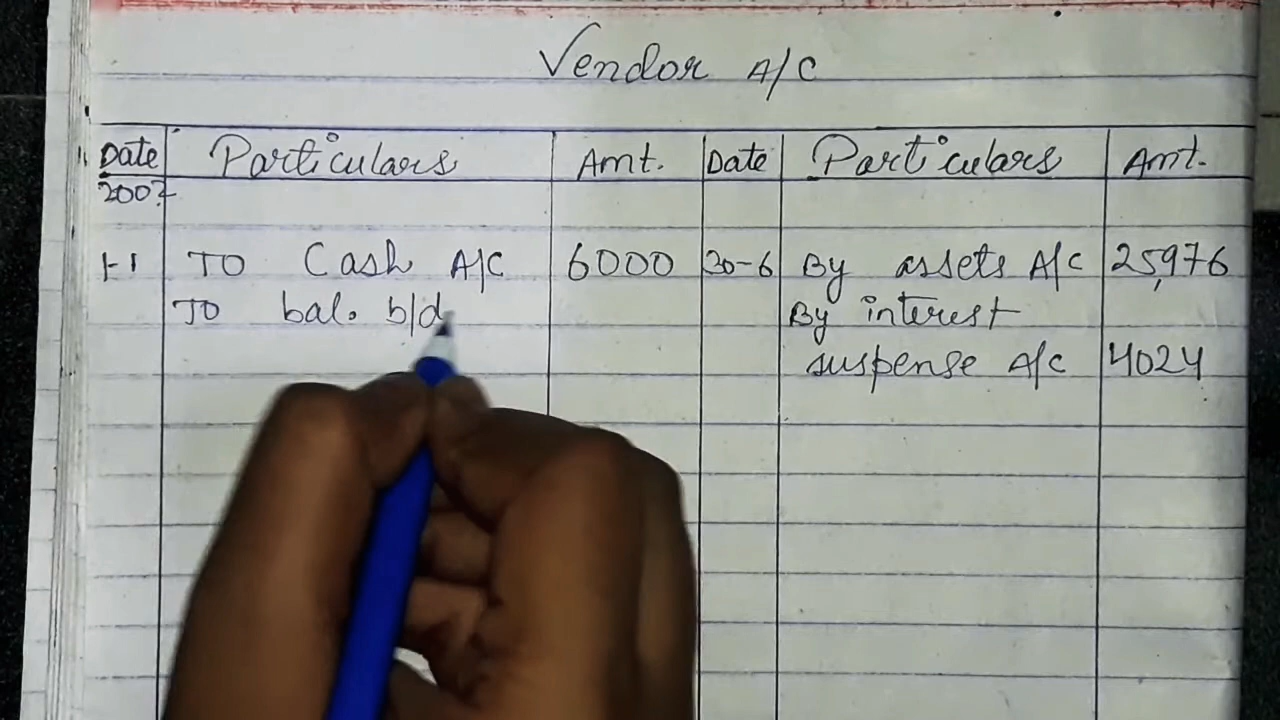 Vendor A/C
Date Particulars Amt. Date Particulars Amt.
1-1 To Cash A/C 6000 30-6 By assets A/C 25,976
To bal. b/d By interest
suspense A/C 4024